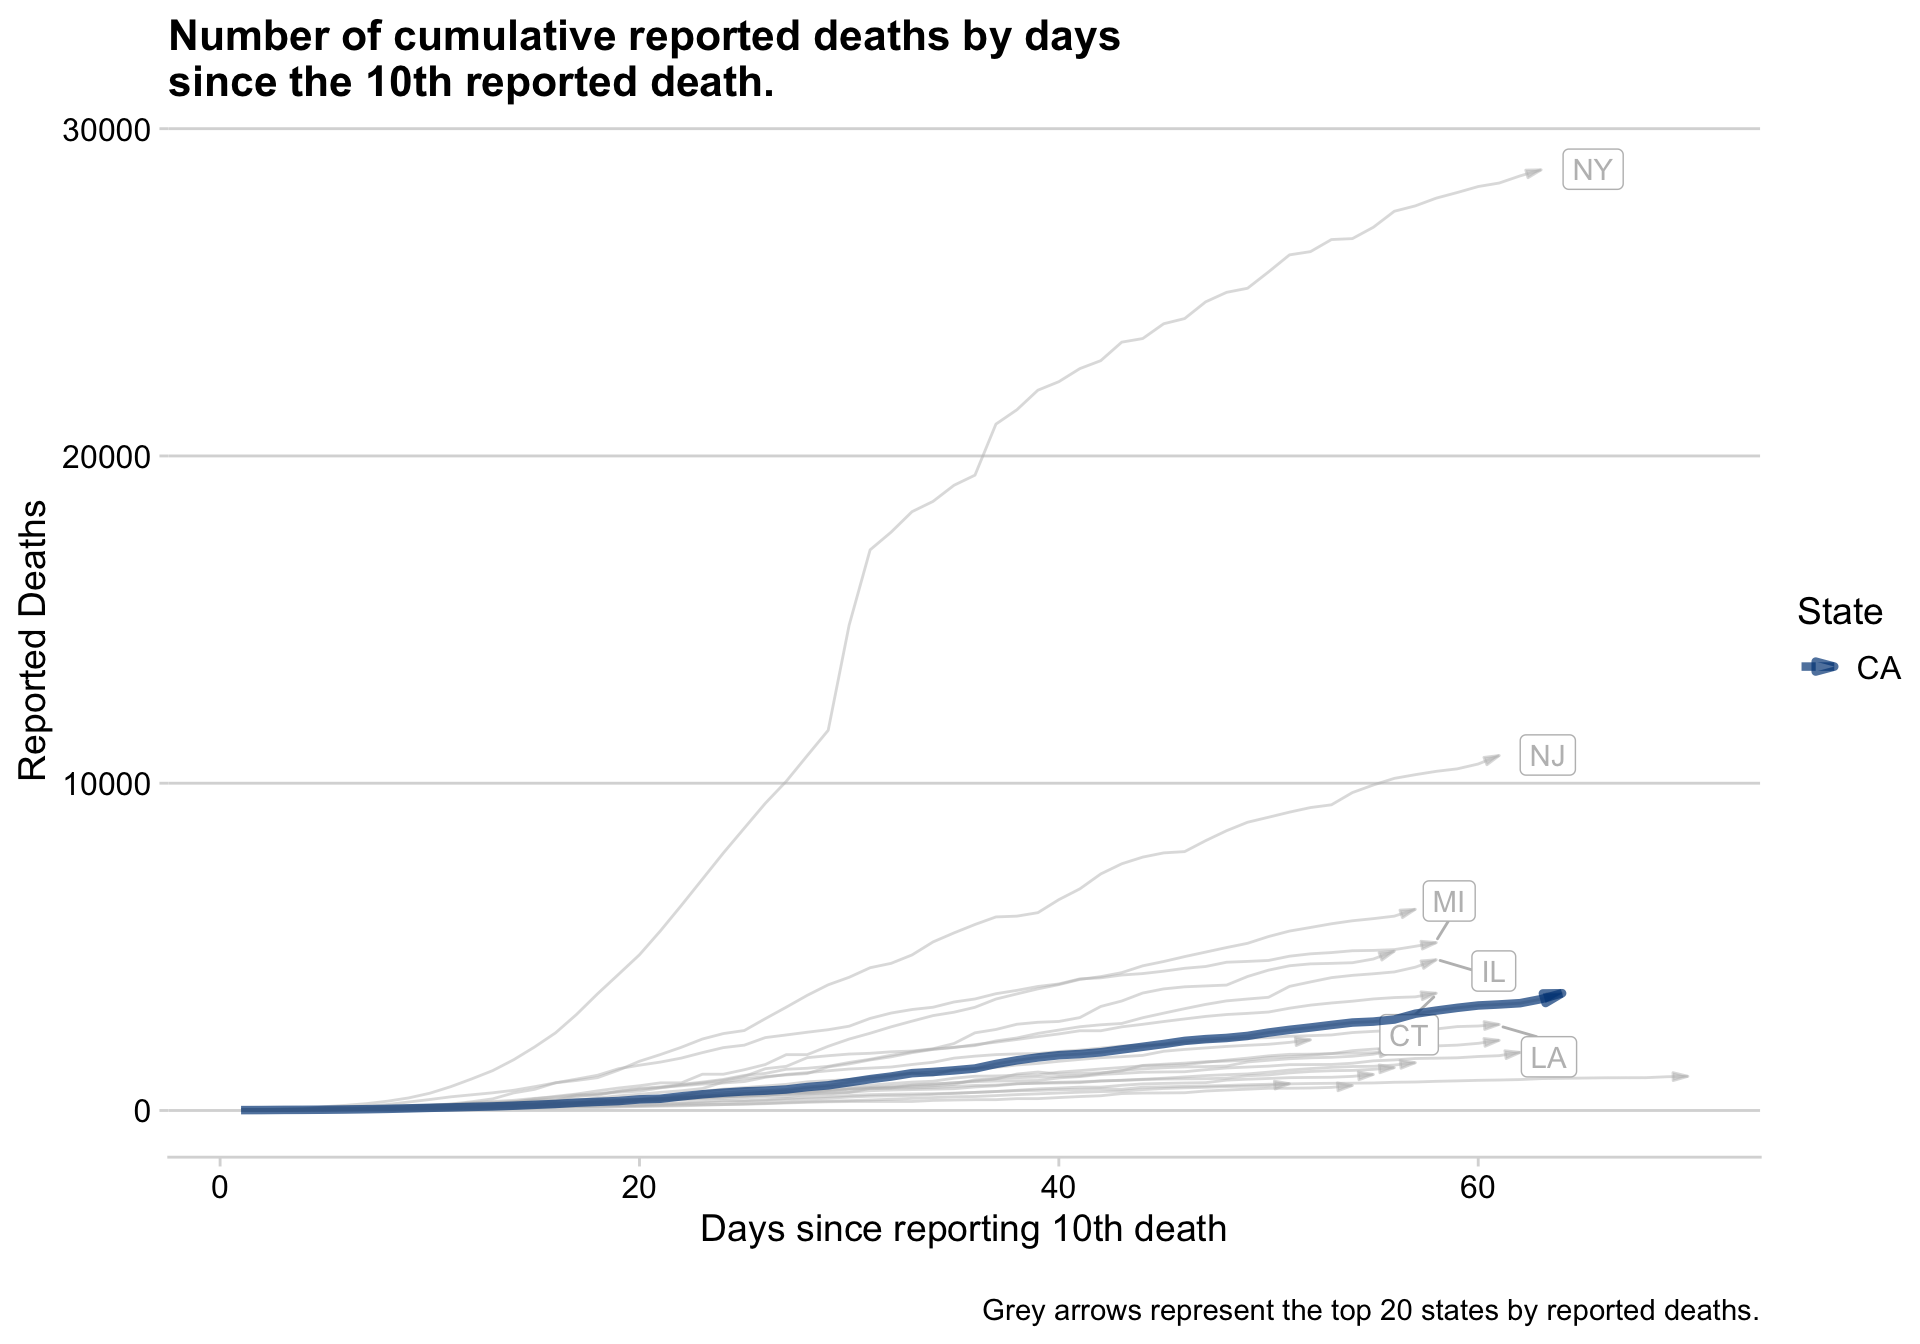 Number of cumulative reported deaths by days
since the 10th reported death.
30000
20000
10000
0
Reported Deaths
NY
NJ
MI
IL
CT
LA
State
CA
0
20
40
60
Days since reporting 10th death
Grey arrows represent the top 20 states by reported deaths.